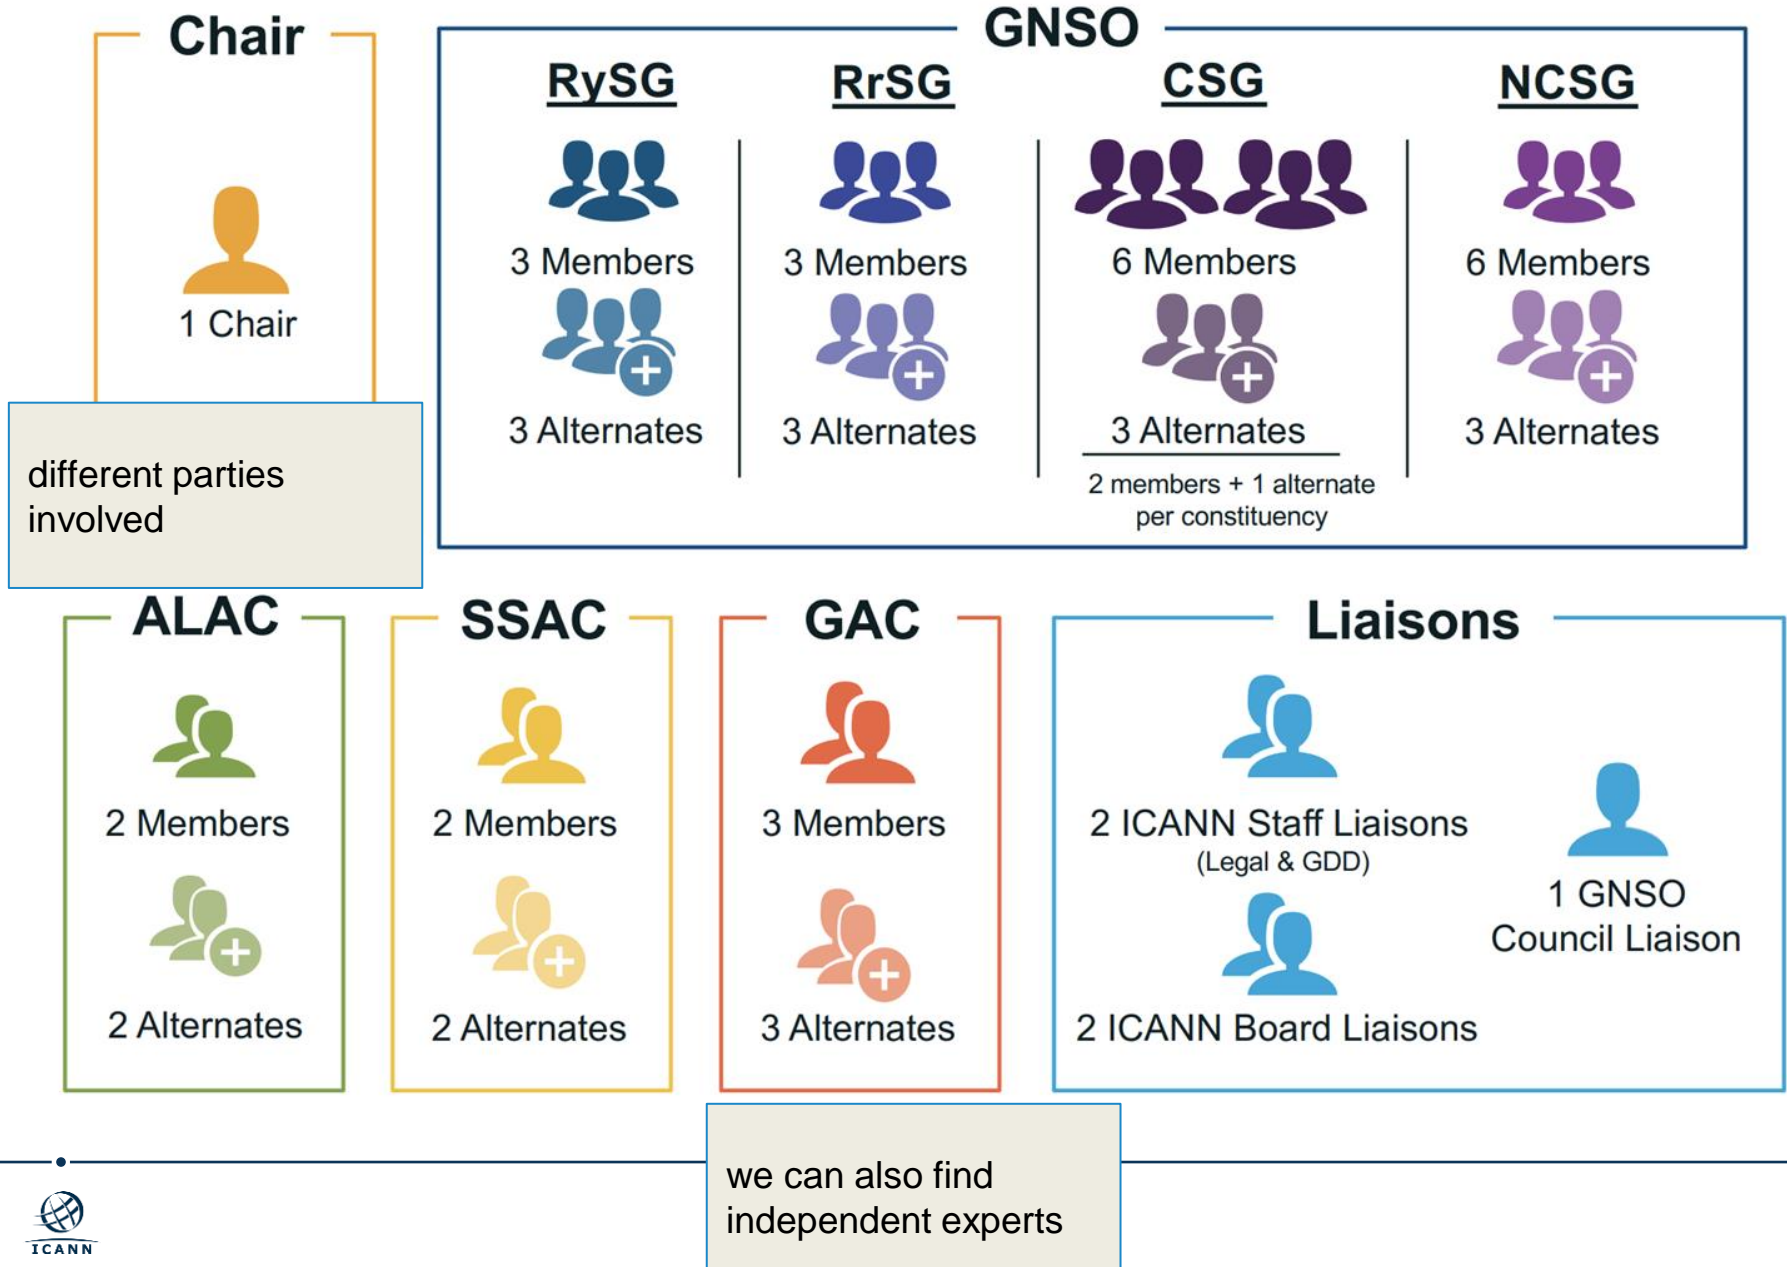 Chair
1 Chair
different parties
involved
GNSO
RySG
3 Members
3 Alternates
RrSG
3 Members
3 Alternates
CSG
6 Members
3 Alternates
2 members + 1 alternate
per constituency
NCSG
6 Members
3 Alternates
ALAC
2 Members
2 Alternates
SSAC
2 Members
2 Alternates
GAC
3 Members
3 Alternates
Liaisons
2 ICANN Staff Liaisons
(Legal & GDD)
2 ICANN Board Liaisons
1 GNSO
Council Liaison
we can also find
independent experts
ICANN